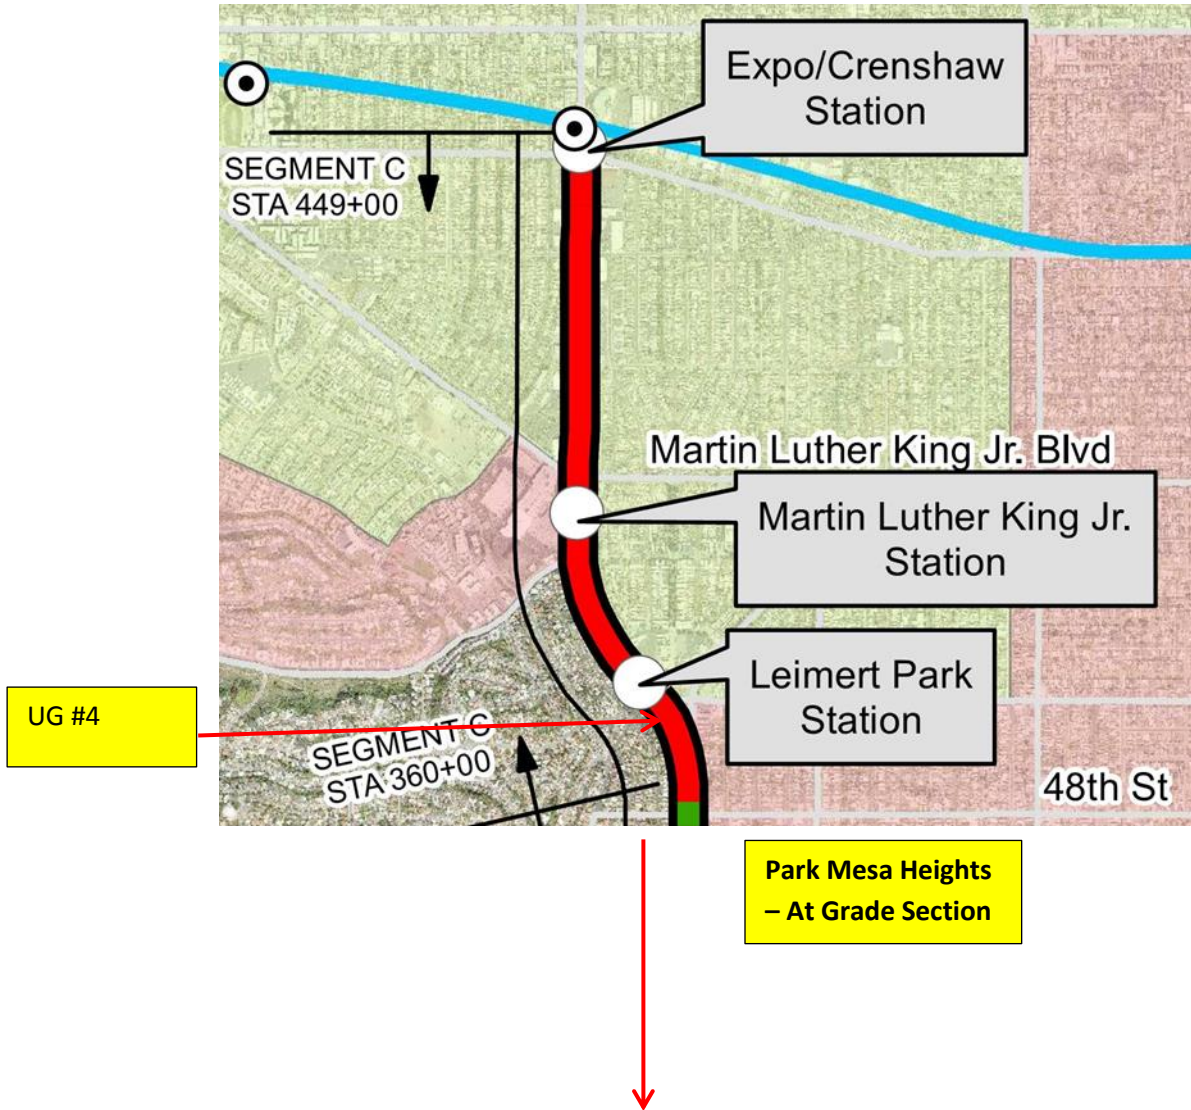 Expo/Crenshaw
Station
SEGMENT C
STA 449+00
Martin Luther King Jr. Blvd
Martin Luther King Jr.
Station
Leimert Park
Station
UG #4
SEGMENT C
STA 360+00
48th St
Park Mesa Heights
– At Grade Section